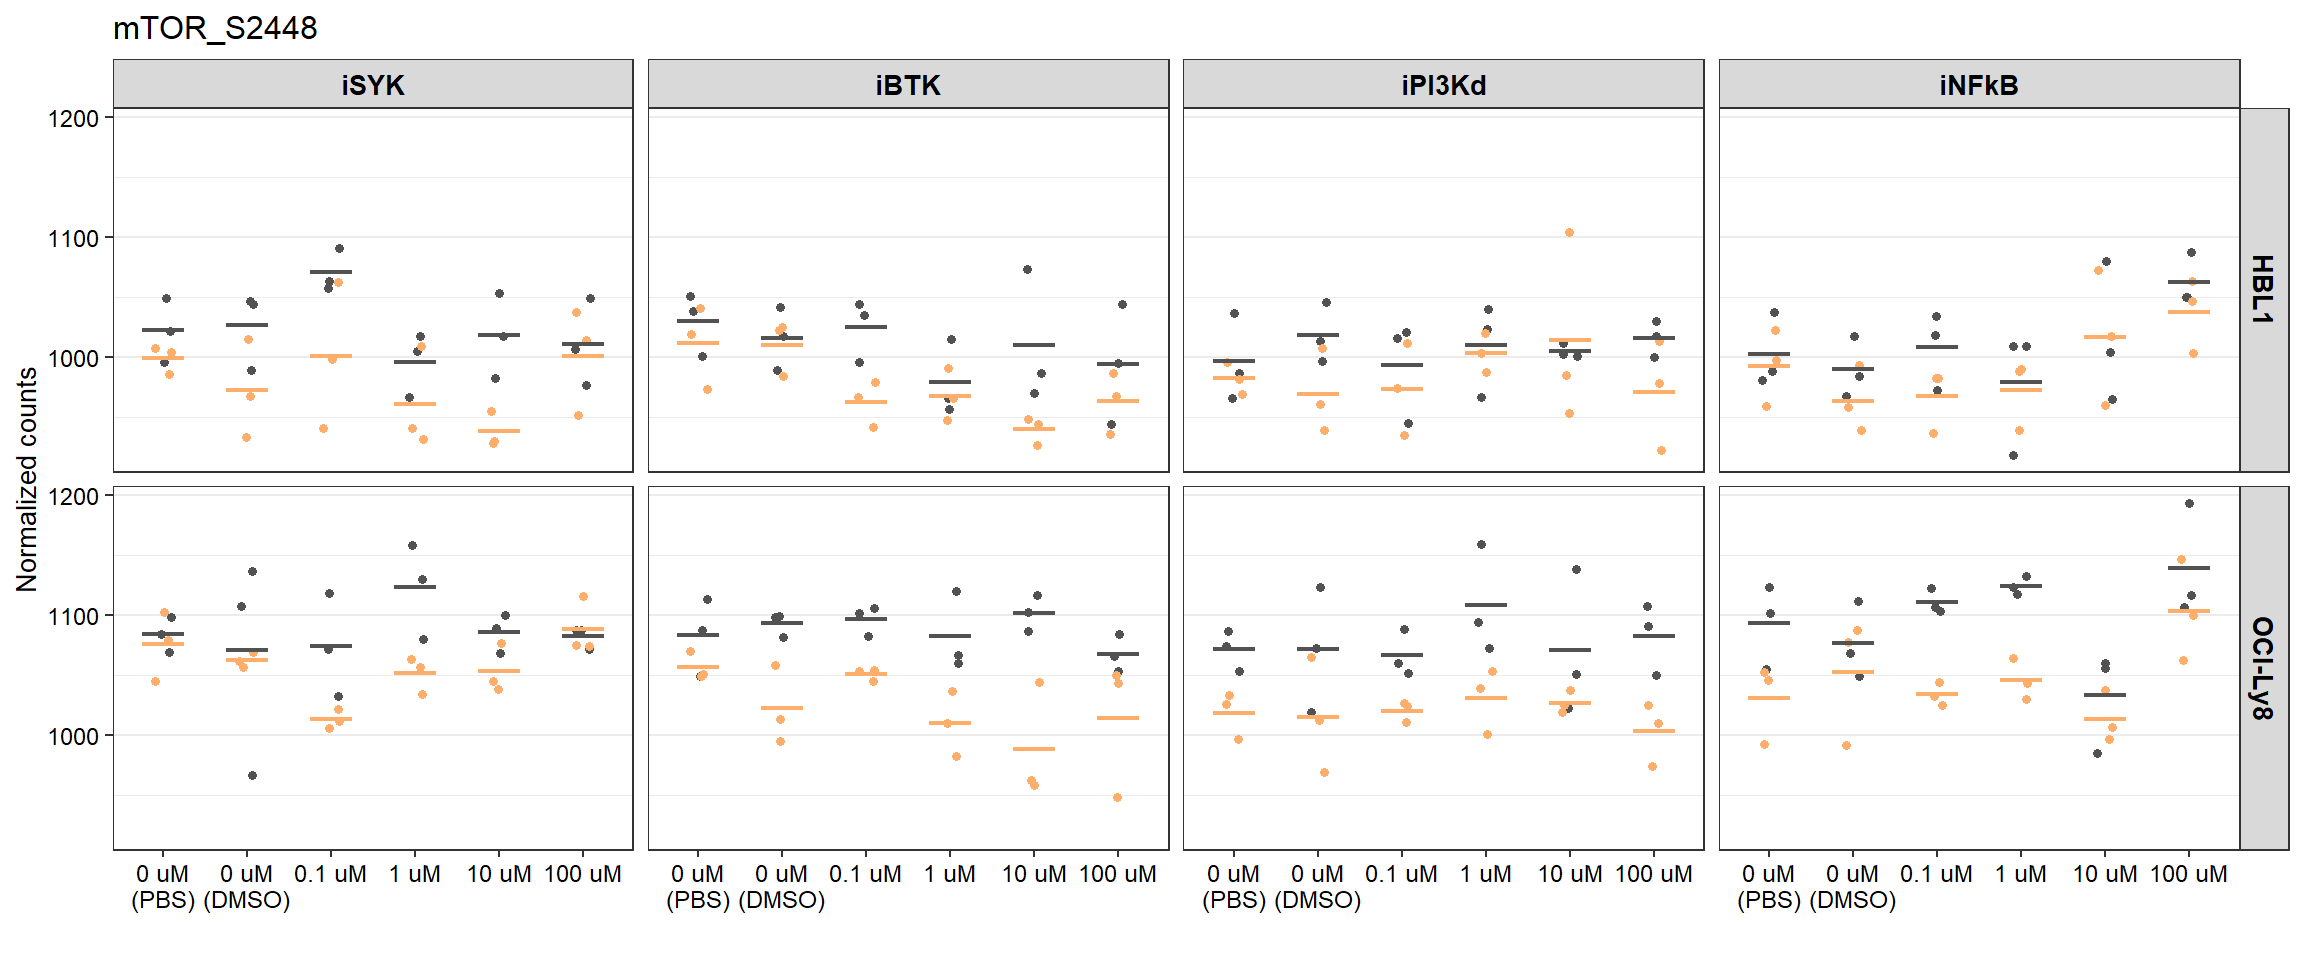 mTOR_S2448
iSYK
iBTK
iPI3Kd
iNFkB
1200
1100
1000
HBL1
1200
1100
1000
OCI-Ly8
Normalized counts
0 uM 0 uM 0.1 uM 1 uM 10 uM 100 uM
(PBS) (DMSO)
0 uM 0 uM 0.1 uM 1 uM 10 uM 100 uM
(PBS) (DMSO)
0 uM 0 uM 0.1 uM 1 uM 10 uM 100 uM
(PBS) (DMSO)
0 uM 0 uM 0.1 uM 1 uM 10 uM 100 uM
(PBS) (DMSO)